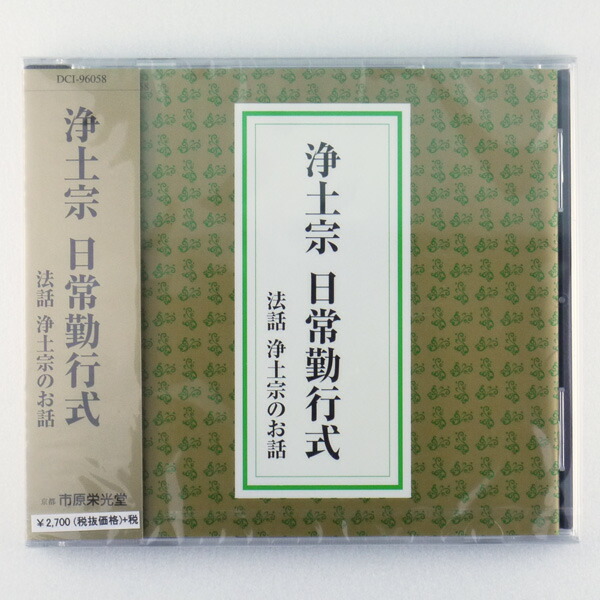 DCI-96058
浄土宗 日常勤行式
法話 浄土宗のお話
京都 市原栄光堂
¥2,700(税抜価格)+税
浄土宗 日常勤行式
法話 浄土宗のお話